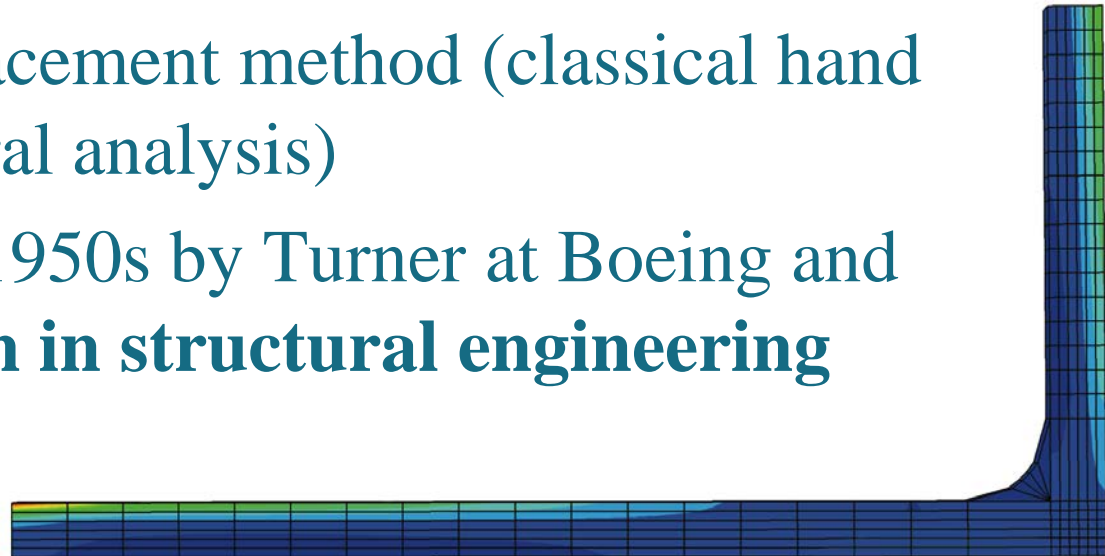 acement method (classical hand
al analysis)
1950s by Turner at Boeing and
n in structural engineering